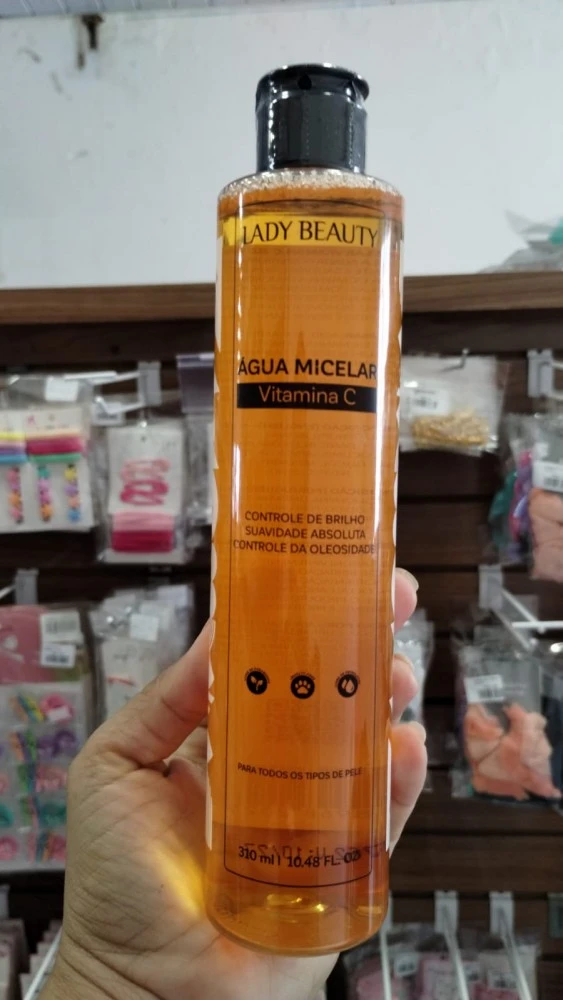 LADY BEAUTY
ÁGUA MICELAR
Vitamina C
CONTROLE DE BRILHO
SUAVIDADE ABSOLUTA
CONTROLE DA OLEOSIDADE
PARA TODOS OS TIPOS DE PELE
310 ml | 10.48 FL. OZ